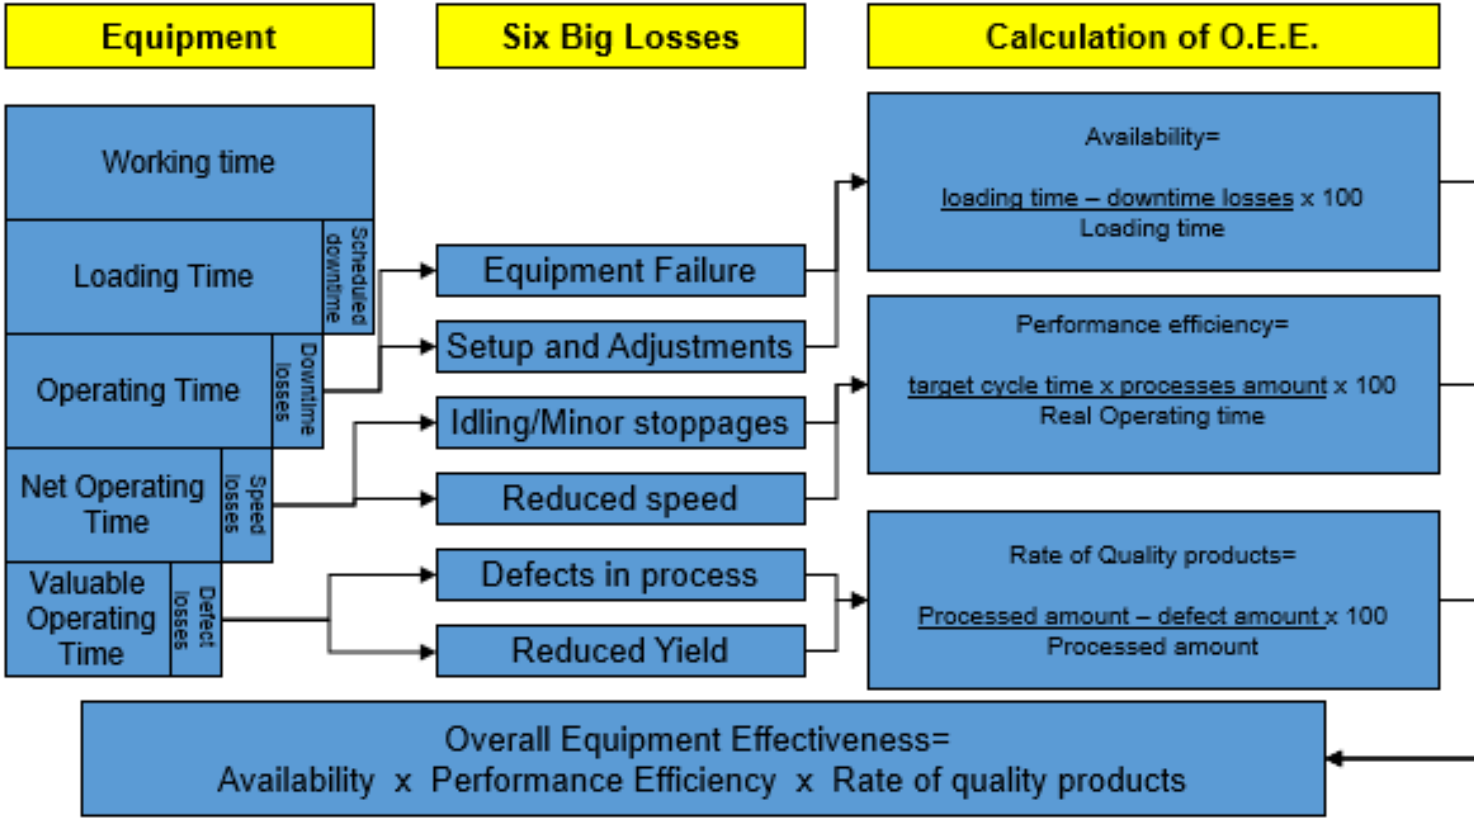 Equipment
Six Big Losses
Calculation of O.E.E.
Working time
Loading Time
Scheduled
downtime
Operating Time
Downtime
losses
Net Operating
Time
Speed
losses
Valuable
Operating
Time
Defect
losses
Equipment Failure
Setup and Adjustments
Idling/Minor stoppages
Reduced speed
Defects in process
Reduced Yield
Availability=
loading time – downtime losses x 100
Loading time
Performance efficiency=
target cycle time x processes amount x 100
Real Operating time
Rate of Quality products=
Processed amount – defect amount x 100
Processed amount
Overall Equipment Effectiveness=
Availability x Performance Efficiency x Rate of quality products